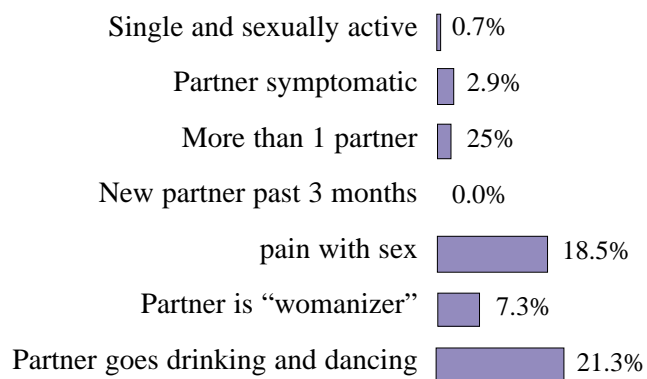 Single and sexually active 0.7%
Partner symptomatic 2.9%
More than 1 partner 25%
New partner past 3 months 0.0%
pain with sex 18.5%
Partner is “womanizer” 7.3%
Partner goes drinking and dancing 21.3%